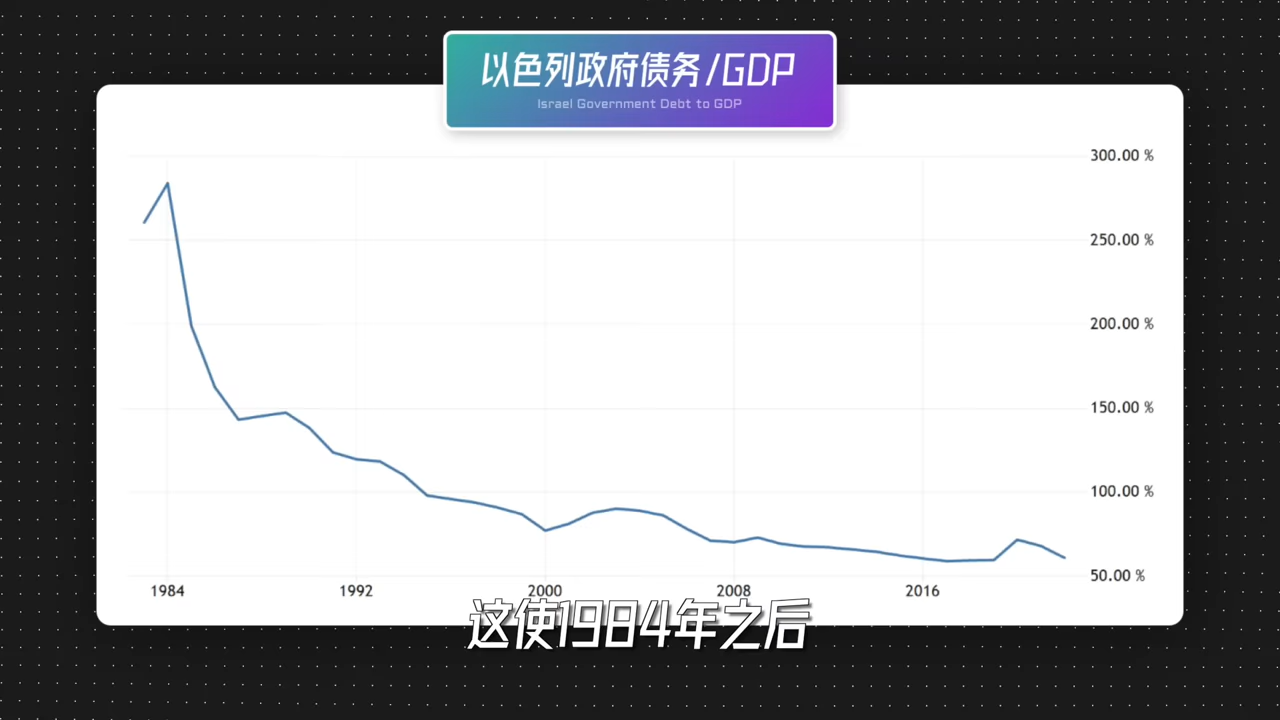 以色列政府债务/GDP
Israel Government Debt to GDP
300.00 %
250.00 %
200.00 %
150.00 %
100.00 %
50.00 %
1984 1992 2000 2008 2016
这使1984年之后